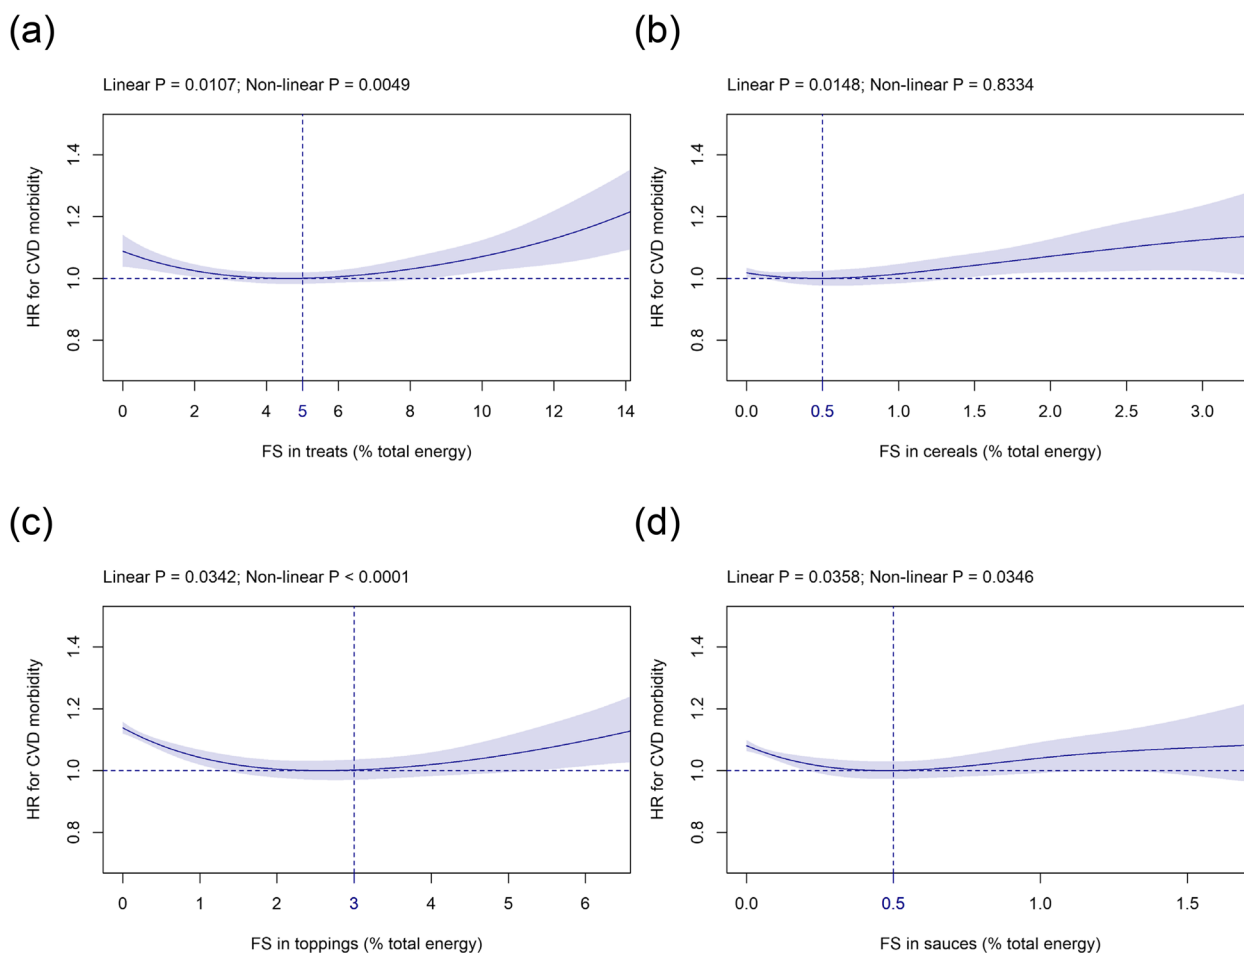 (a)
Linear P = 0.0107; Non-linear P = 0.0049
HR for CVD morbidity
1.4
1.2
1.0
0.8
0 2 4 5 6 8 10 12 14
FS in treats (% total energy)
(b)
Linear P = 0.0148; Non-linear P = 0.8334
HR for CVD morbidity
1.4
1.2
1.0
0.8
0.0 0.5 1.0 1.5 2.0 2.5 3.0
FS in cereals (% total energy)
(c)
Linear P = 0.0342; Non-linear P < 0.0001
HR for CVD morbidity
1.4
1.2
1.0
0.8
0 1 2 3 4 5 6
FS in toppings (% total energy)
(d)
Linear P = 0.0358; Non-linear P = 0.0346
HR for CVD morbidity
1.4
1.2
1.0
0.8
0.0 0.5 1.0 1.5
FS in sauces (% total energy)